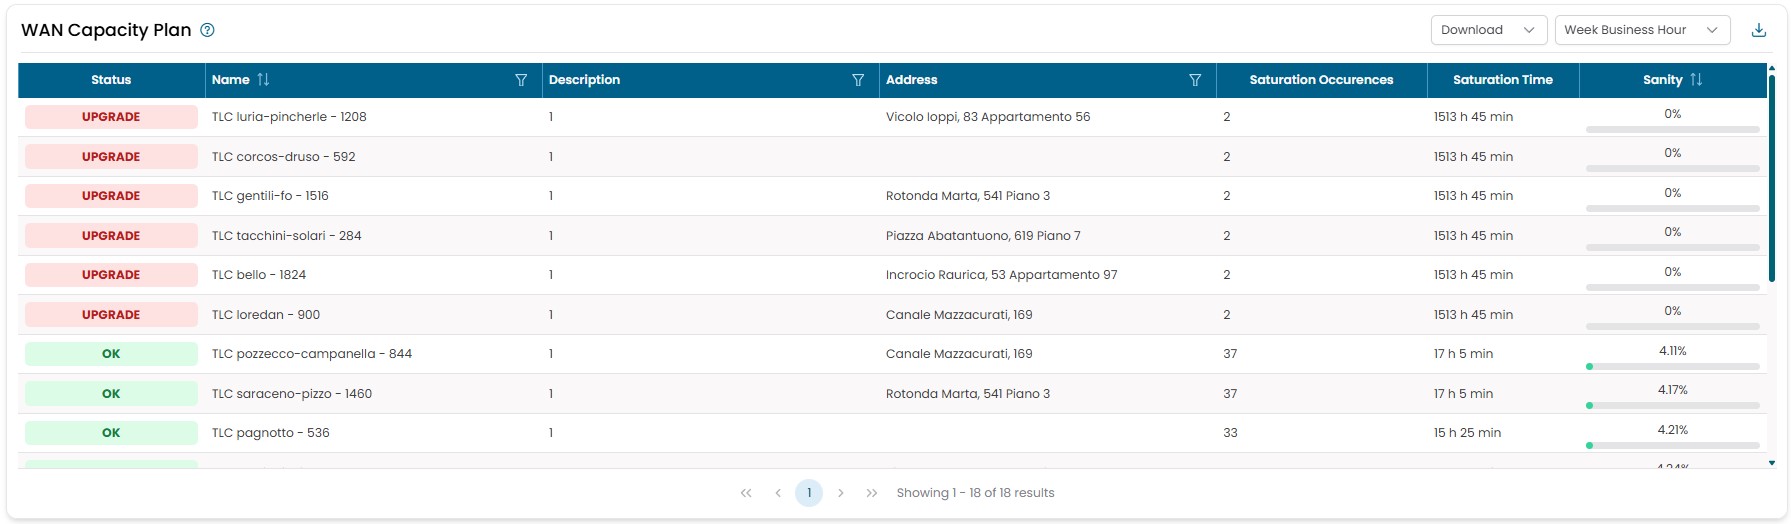 WAN Capacity Plan ? Download Week Business Hour
Status Name Description Address Saturation Occurences Saturation Time Sanity
UPGRADE TLC luria-pincherle - 1208 1 Vicolo Ioppi, 83 Appartamento 56 2 1513 h 45 min 0%
UPGRADE TLC corcos-druso - 592 1 2 1513 h 45 min 0%
UPGRADE TLC gentili-fo - 1516 1 Rotonda Marta, 541 Piano 3 2 1513 h 45 min 0%
UPGRADE TLC tacchini-solari - 284 1 Piazza Abatantuono, 619 Piano 7 2 1513 h 45 min 0%
UPGRADE TLC bello - 1824 1 Incrocio Raurica, 53 Appartamento 97 2 1513 h 45 min 0%
UPGRADE TLC loredan - 900 1 Canale Mazzacurati, 169 2 1513 h 45 min 0%
OK TLC pozzecco-campanella - 844 1 Canale Mazzacurati, 169 37 17 h 5 min 4.11%
OK TLC saraceno-pizzo - 1460 1 Rotonda Marta, 541 Piano 3 37 17 h 5 min 4.17%
OK TLC pagnotto - 536 1 33 15 h 25 min 4.21%
1 Showing 1 - 18 of 18 results